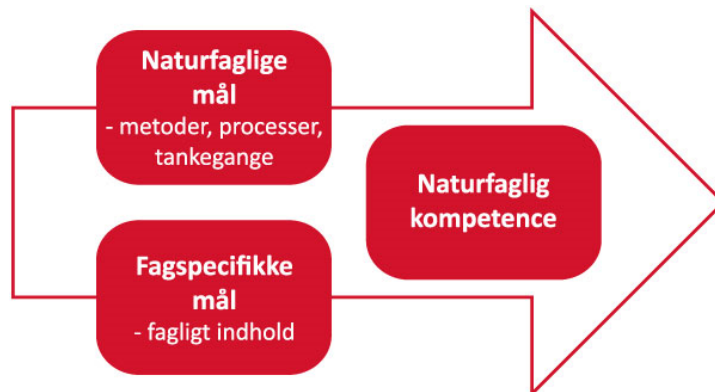 Naturfaglige
mål
- metoder, processer,
tankegange
Naturfaglig
kompetence
Fagspecifikke
mål
- fagligt indhold